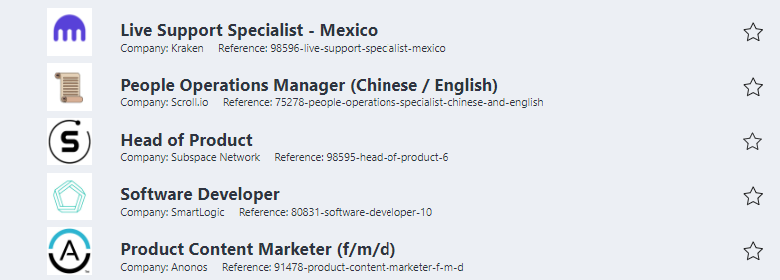 Live Support Specialist - Mexico
Company: Kraken Reference: 98596-live-support-specalist-mexico
People Operations Manager (Chinese / English)
Company: Scroll.io Reference: 75278-people-operations-specialist-chinese-and-english
Head of Product
Company: Subspace Network Reference: 98595-head-of-product-6
Software Developer
Company: SmartLogic Reference: 80831-software-developer-10
Product Content Marketer (f/m/d)
Company: Anonos Reference: 91478-product-content-marketer-f-m-d